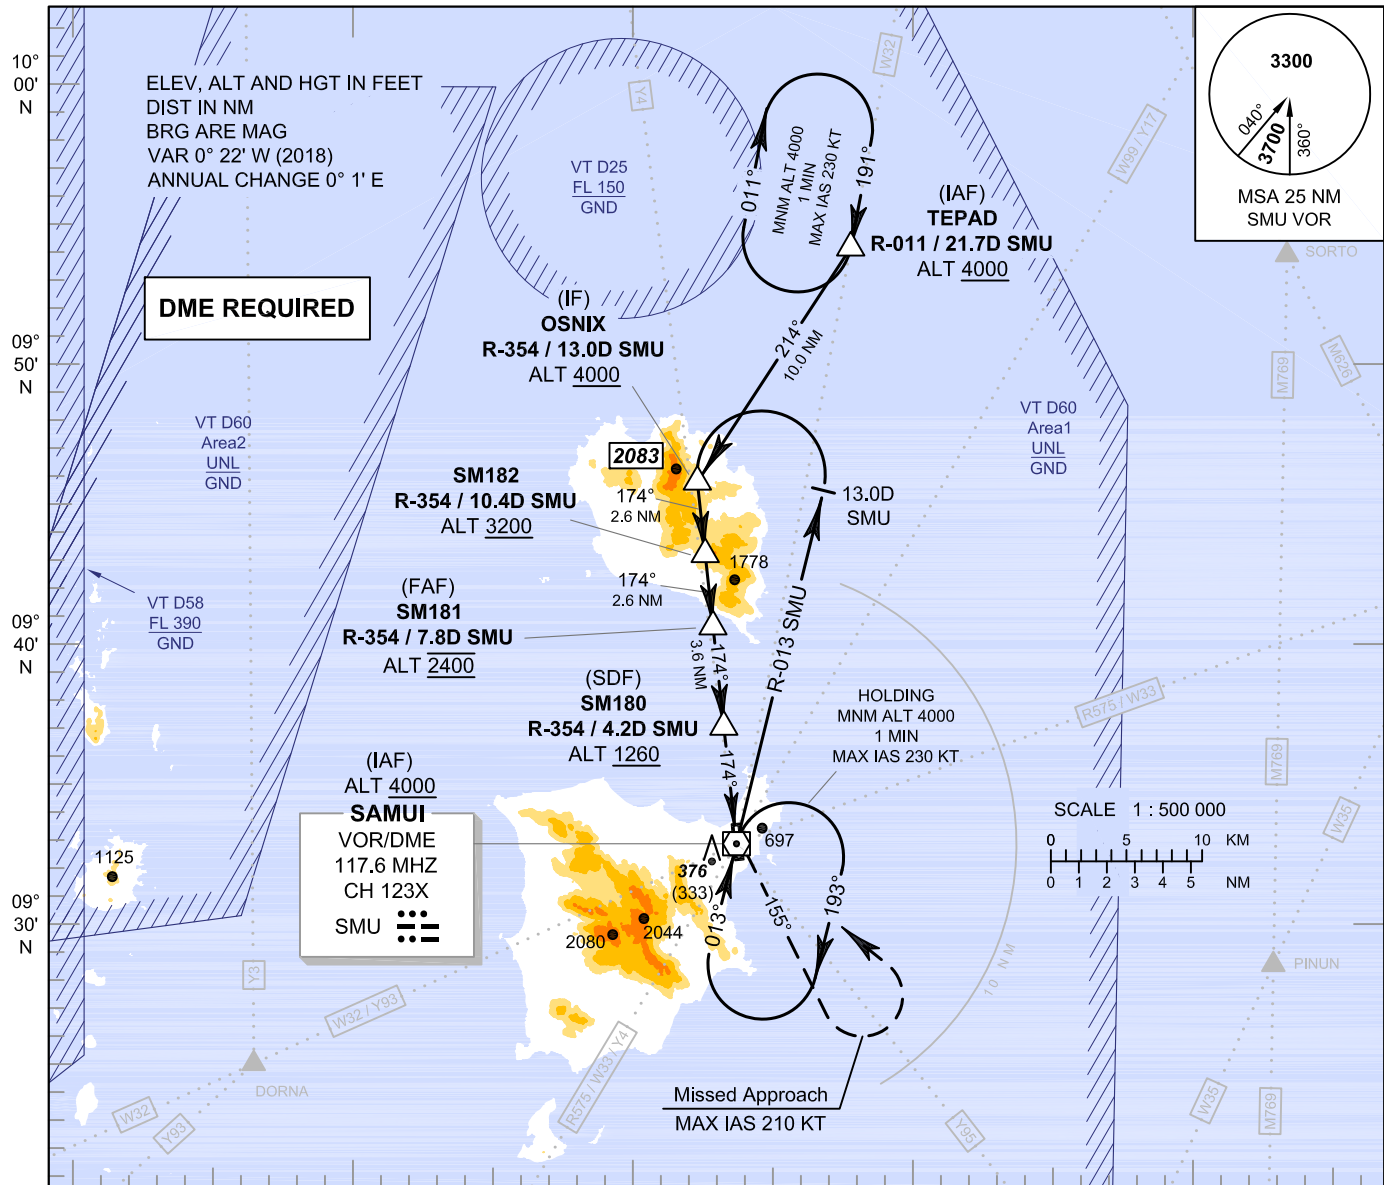 10°
00'
N
ELEV, ALT AND HGT IN FEET
DIST IN NM
BRG ARE MAG
VAR 0° 22' W (2018)
ANNUAL CHANGE 0° 1' E
VT D25
FL 150
GND
Y4
W32
W99 / Y17
MNM ALT 4000
1 MIN
MAX IAS 230 KT
011°
191°
3300
040°
3700
360°
MSA 25 NM
SMU VOR
SORTO
(IAF)
TEPAD
R-011 / 21.7D SMU
ALT 4000
DME REQUIRED
(IF)
OSNIX
R-354 / 13.0D SMU
ALT 4000
214°
10.0 NM
09°
50'
N
M769
M626
VT D60
Area2
UNL
GND
VT D60
Area1
UNL
GND
2083
SM182
R-354 / 10.4D SMU
ALT 3200
174°
2.6 NM
13.0D
SMU
1778
174°
2.6 NM
(FAF)
SM181
R-354 / 7.8D SMU
ALT 2400
VT D58
FL 390
GND
09°
40'
N
174°
3.6 NM
R-013 SMU
(SDF)
SM180
R-354 / 4.2D SMU
ALT 1260
174°
HOLDING
MNM ALT 4000
1 MIN
MAX IAS 230 KT
R575 / W33
M769
W35
(IAF)
ALT 4000
SAMUI
VOR/DME
117.6 MHZ
CH 123X
SMU
SCALE 1 : 500 000
0 5 10 KM
0 1 2 3 4 5 NM
697
376
(333)
1125
2080
2044
013°
155°
193°
10 NM
09°
30'
N
PINUN
Y3
W32 / Y93
DORNA
R575 / W33 / Y4
W32
Y93
Missed Approach
MAX IAS 210 KT
Y95
W35
M769